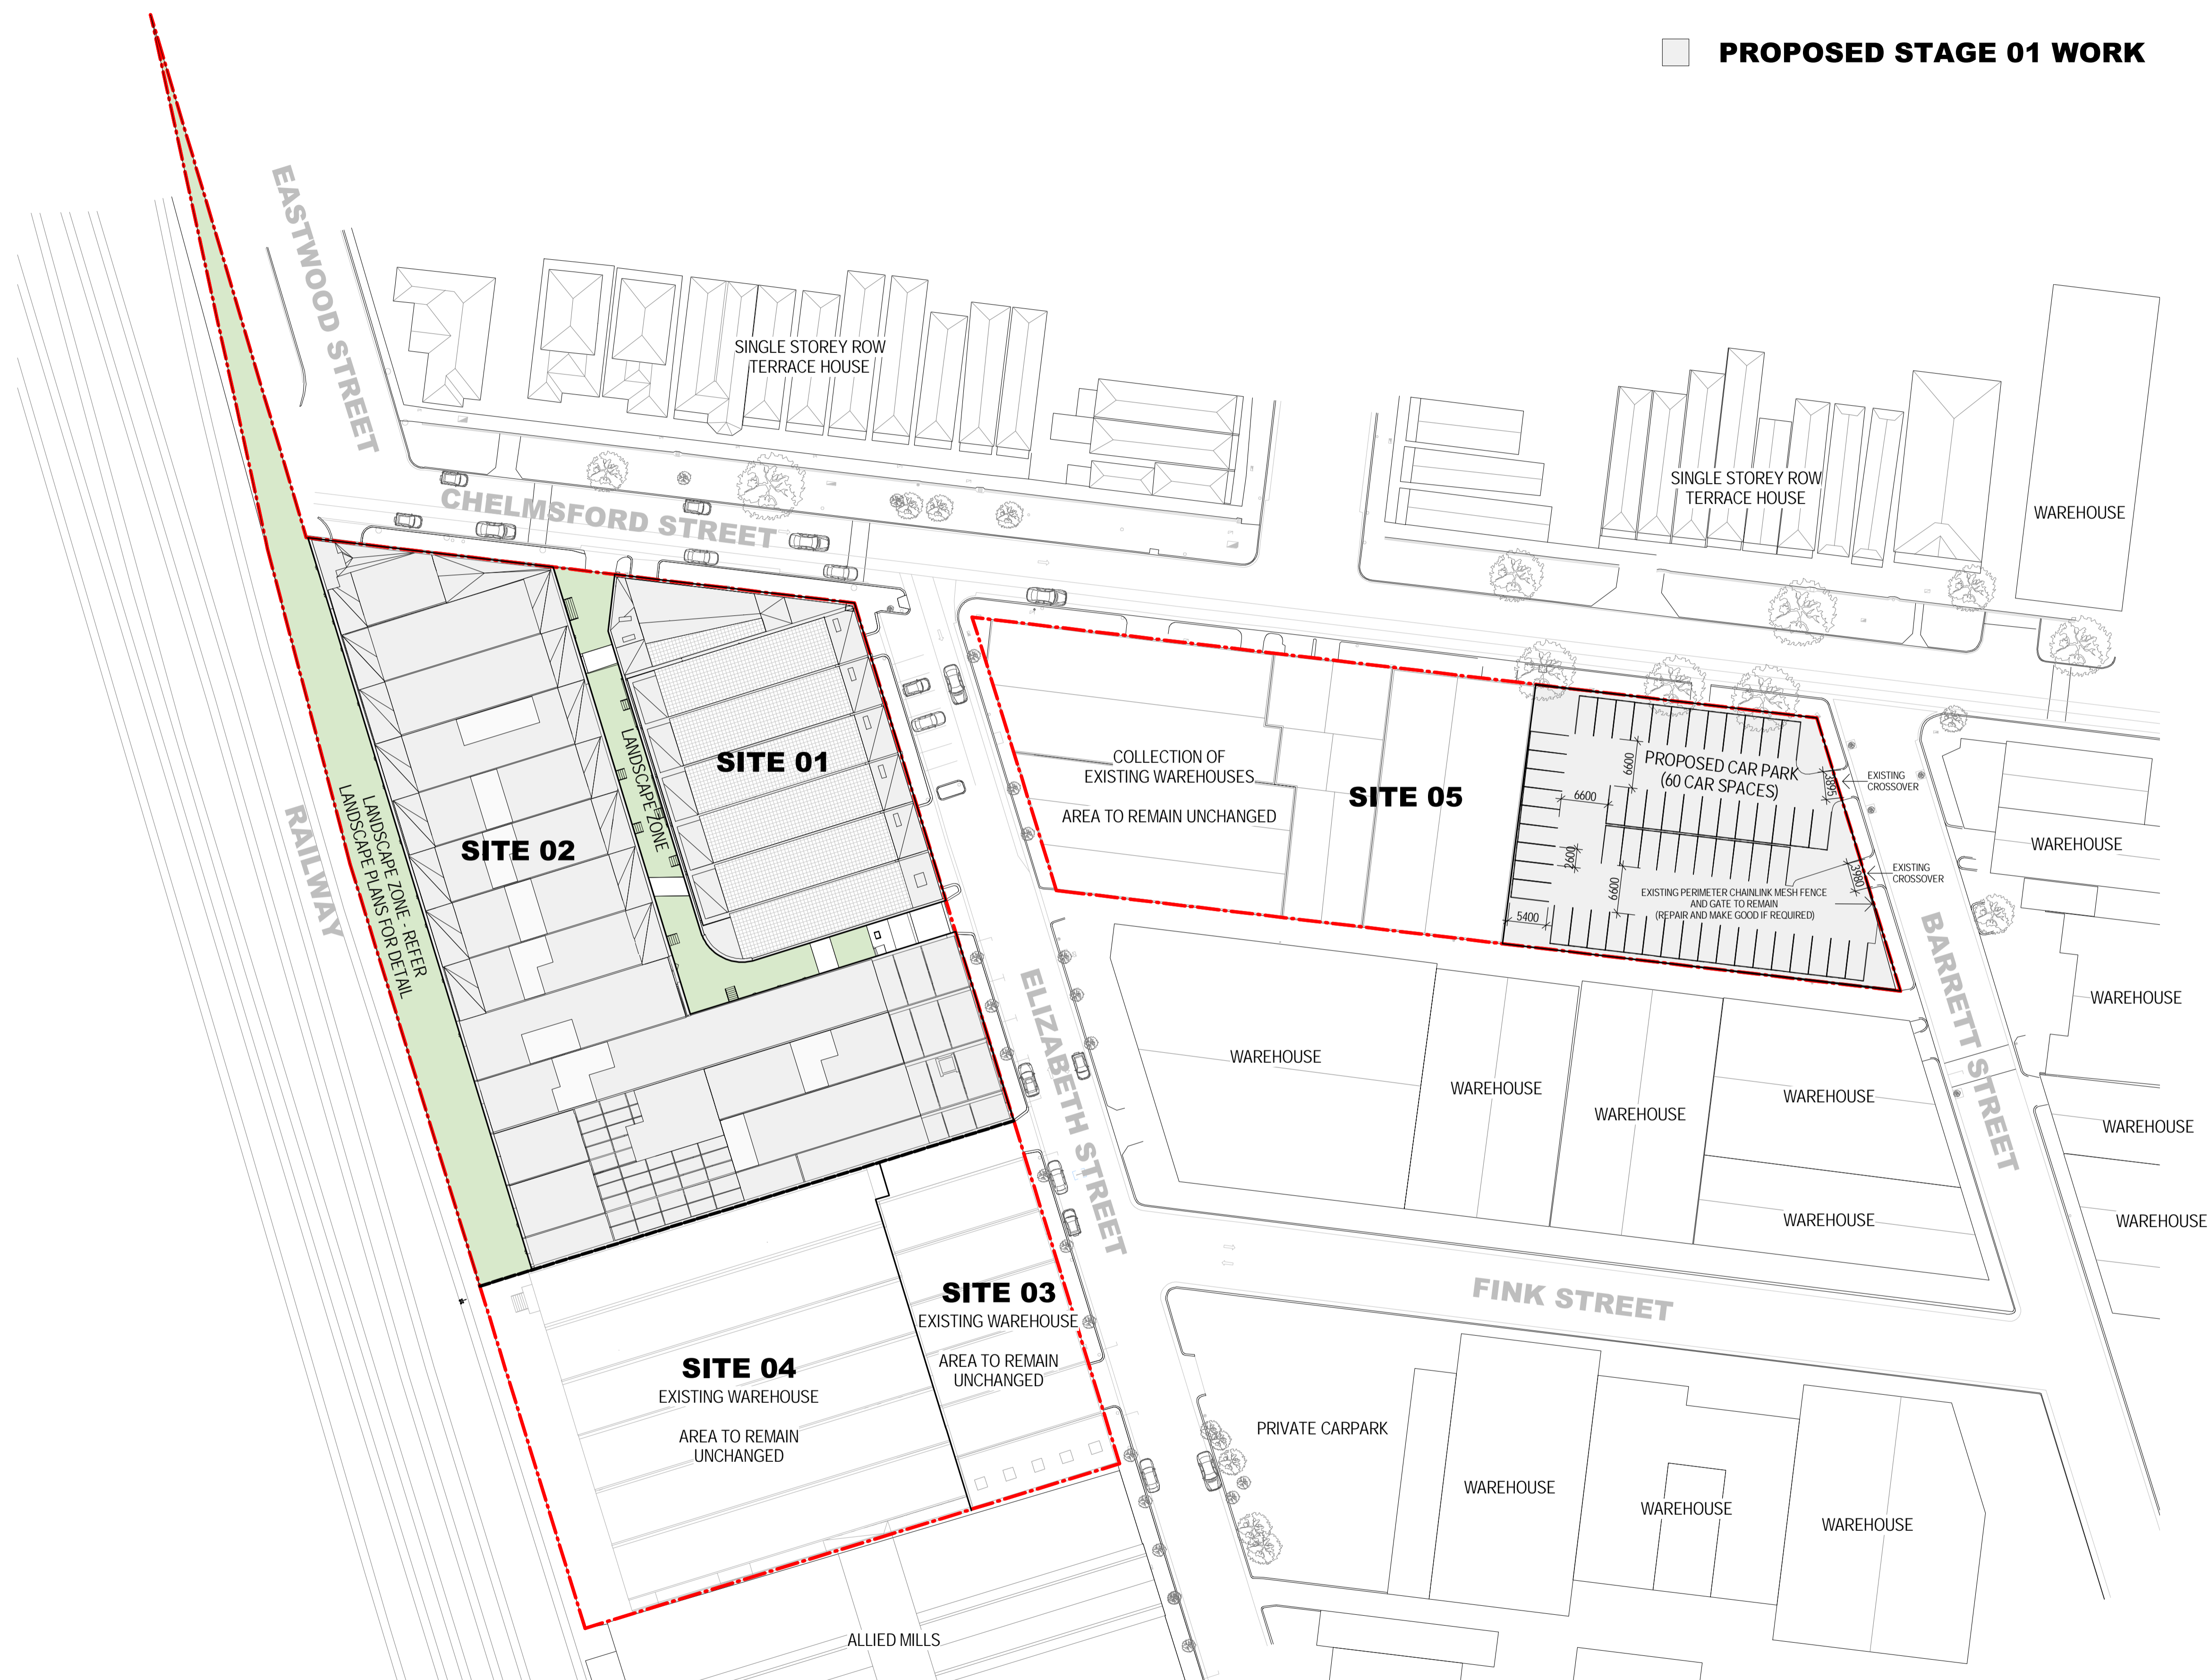 PROPOSED STAGE 01 WORK
EASTWOOD STREET
SINGLE STOREY ROW
TERRACE HOUSE
SINGLE STOREY ROW
TERRACE HOUSE
WAREHOUSE
CHELMSFORD STREET
RAILWAY
LANDSCAPE ZONE - REFER
LANDSCAPE PLANS FOR DETAIL
SITE 02
LANDSCAPE ZONE
SITE 01
COLLECTION OF
EXISTING WAREHOUSES
AREA TO REMAIN UNCHANGED
SITE 05
PROPOSED CAR PARK
(60 CAR SPACES)
6600
6600
2600
6600
5400
3895
3980
EXISTING
CROSSOVER
EXISTING
CROSSOVER
EXISTING PERIMETER CHAINLINK MESH FENCE
AND GATE TO REMAIN
(REPAIR AND MAKE GOOD IF REQUIRED)
WAREHOUSE
BARRETT STREET
WAREHOUSE
ELIZABETH STREET
WAREHOUSE
WAREHOUSE
WAREHOUSE
WAREHOUSE
WAREHOUSE
WAREHOUSE
WAREHOUSE
FINK STREET
SITE 03
EXISTING WAREHOUSE
AREA TO REMAIN
UNCHANGED
SITE 04
EXISTING WAREHOUSE
AREA TO REMAIN
UNCHANGED
PRIVATE CARPARK
WAREHOUSE
WAREHOUSE
WAREHOUSE
ALLIED MILLS